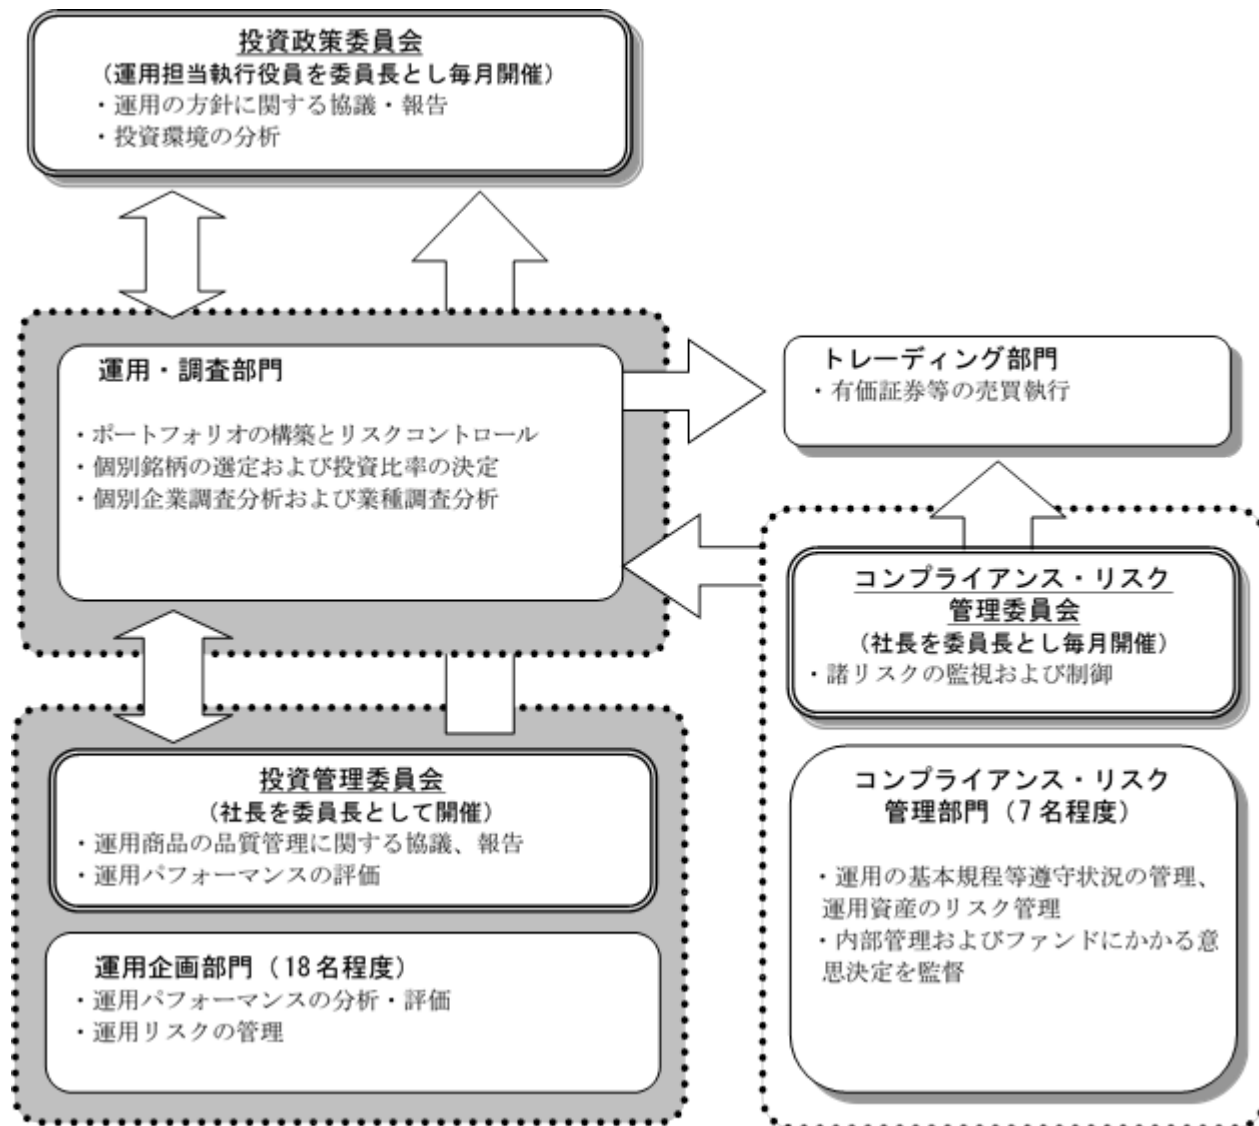 投資政策委員会
（運用担当執行役員を委員長とし毎月開催）
・運用の方針に関する協議・報告
・投資環境の分析
運用・調査部門
・ポートフォリオの構築とリスクコントロール
・個別銘柄の選定および投資比率の決定
・個別企業調査分析および業種調査分析
トレーディング部門
・有価証券等の売買執行
コンプライアンス・リスク
管理委員会
（社長を委員長とし毎月開催）
・諸リスクの監視および制御
投資管理委員会
（社長を委員長として開催）
・運用商品の品質管理に関する協議、報告
・運用パフォーマンスの評価
運用企画部門（18名程度）
・運用パフォーマンスの分析・評価
・運用リスクの管理
コンプライアンス・リスク
管理部門（7名程度）
・運用の基本規程等遵守状況の管理、
運用資産のリスク管理
・内部管理およびファンドにかかる意
思決定を監督